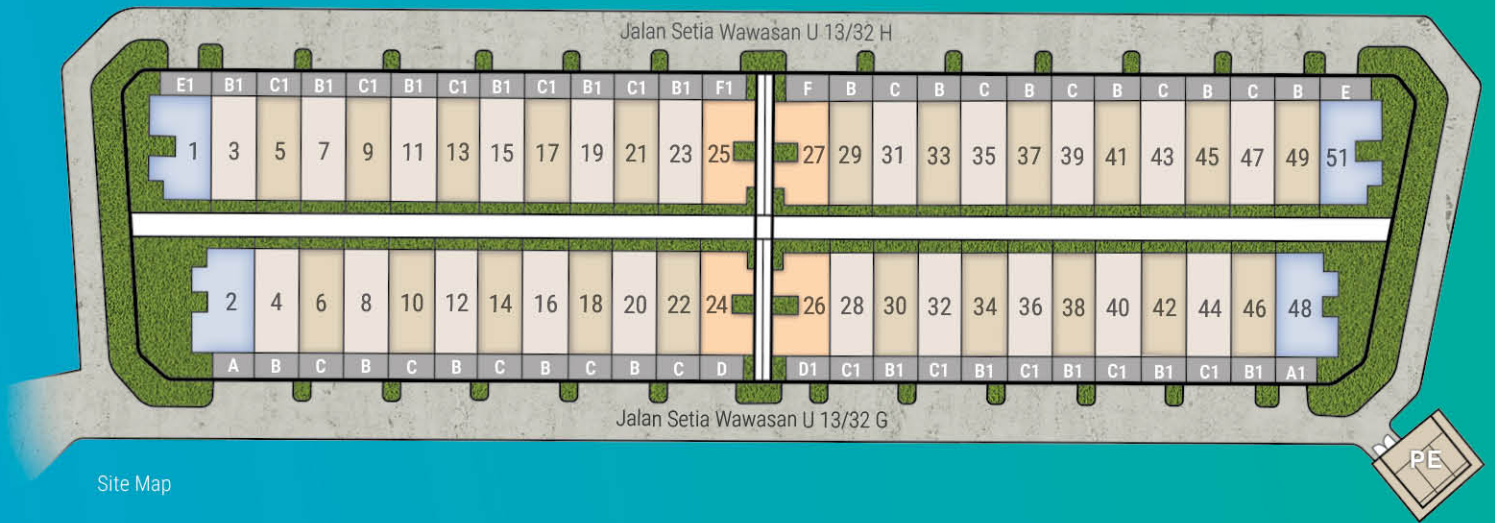 Jalan Setia Wawasan U 13/32 H
E1 B1 C1 B1 C1 B1 C1 B1 C1 B1 C1 B1 F1 F B C B C B C B C B C B E
1 3 5 7 9 11 13 15 17 19 21 23 25 27 29 31 33 35 37 39 41 43 45 47 49 51
2 4 6 8 10 12 14 16 18 20 22 24 26 28 30 32 34 36 38 40 42 44 46 48
A B C B C B C B C B C D D1 C1 B1 C1 B1 C1 B1 C1 B1 C1 B1 A1
Jalan Setia Wawasan U 13/32 G
PE
Site Map